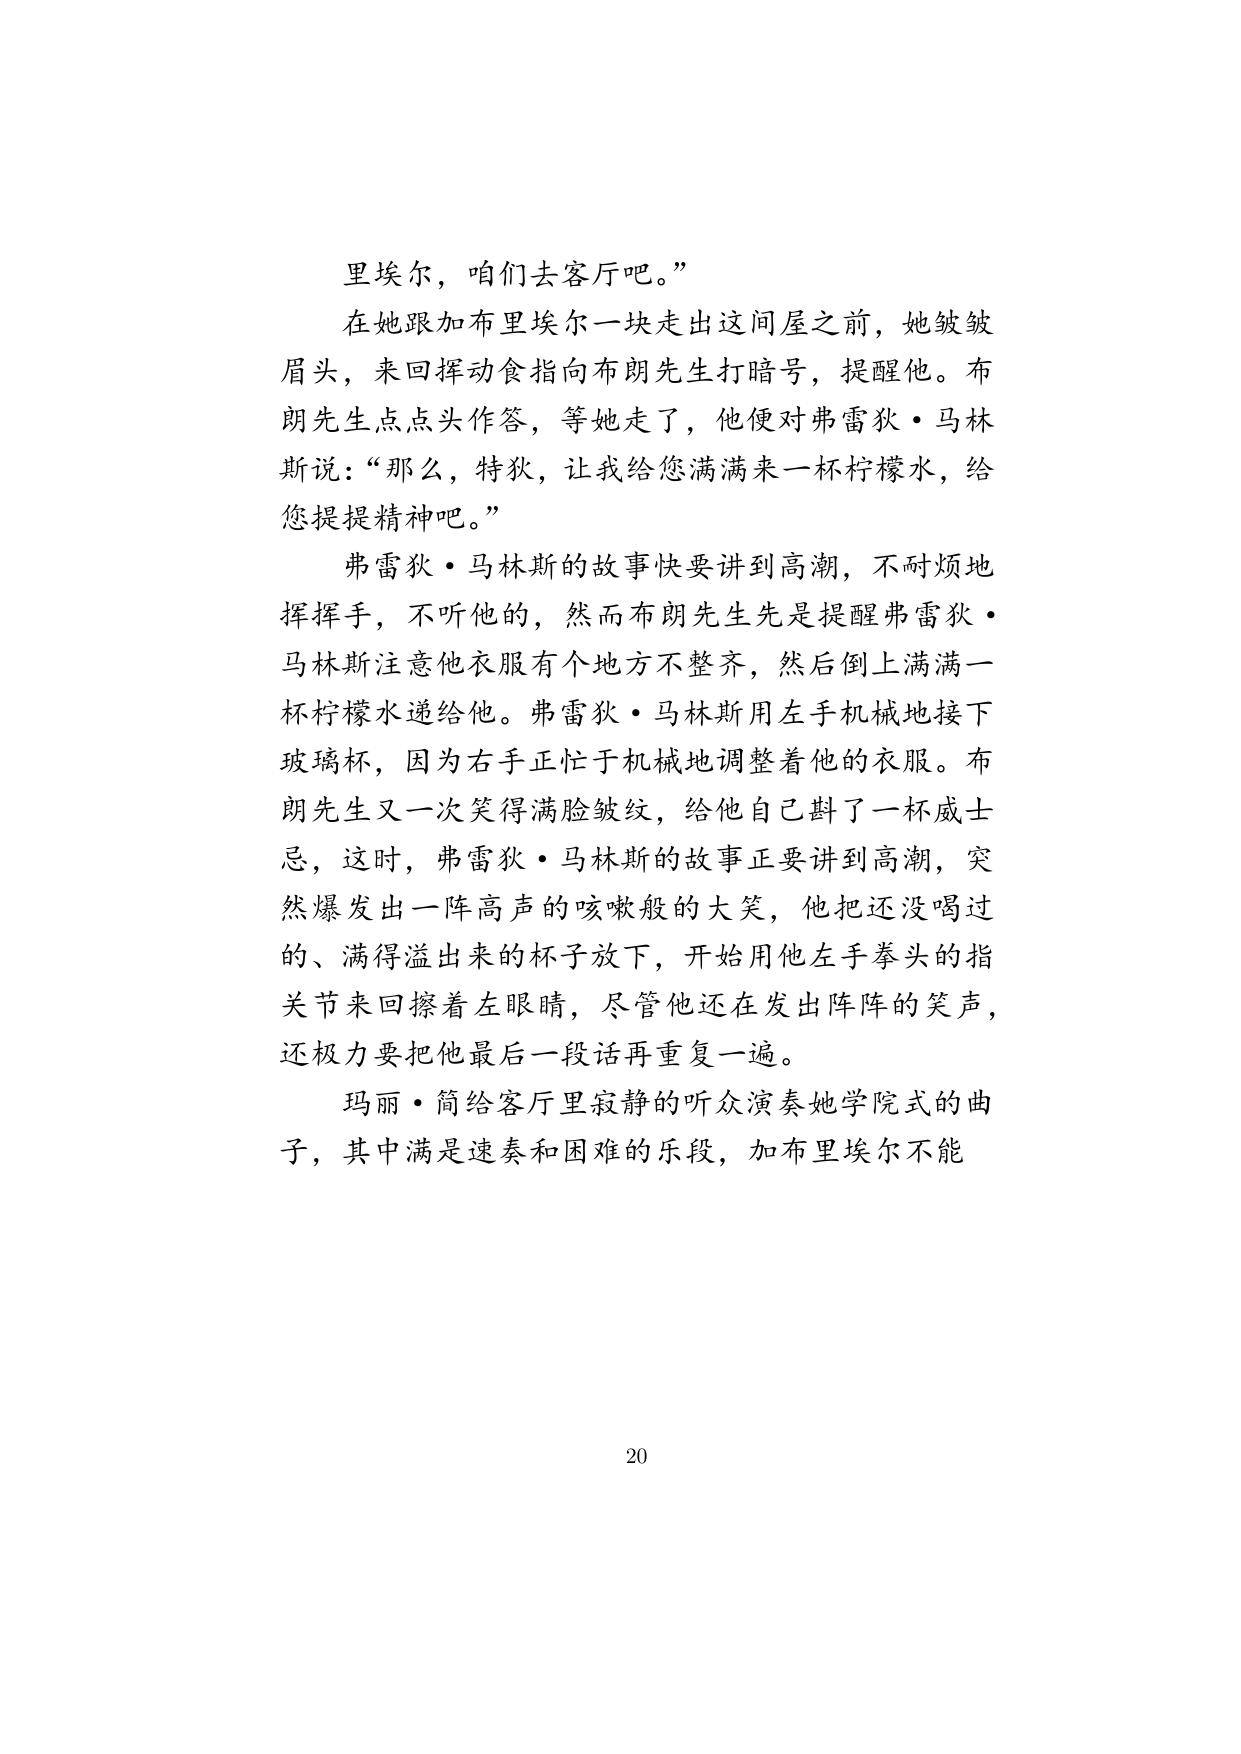 里埃尔，咱们去客厅吧。”
在她跟加布里埃尔一块走出这间屋之前，她皱皱
眉头，来回挥动食指向布朗先生打暗号，提醒他。布
朗先生点点头作答，等她走了，他便对弗雷狄·马林
斯说：“那么，特狄，让我给您满满来一杯柠檬水，给
您提提精神吧。”
弗雷狄·马林斯的故事快要讲到高潮，不耐烦地
挥挥手，不听他的，然而布朗先生先是提醒弗雷狄·
马林斯注意他衣服有个地方不整齐，然后倒上满满一
杯柠檬水递给他。弗雷狄·马林斯用左手机械地接下
玻璃杯，因为右手正忙于机械地调整着他的衣服。布
朗先生又一次笑得满脸皱纹，给他自己斟了一杯威士
忌，这时，弗雷狄·马林斯的故事正要讲到高潮，突
然爆发出一阵高声的咳嗽般的大笑，他把还没喝过
的、满得溢出来的杯子放下，开始用他左手拳头的指
关节来回擦着左眼睛，尽管他还在发出阵阵的笑声，
还极力要把他最后一段话再重复一遍。
玛丽·简给客厅里寂静的听众演奏她学院式的曲
子，其中满是速奏和困难的乐段，加布里埃尔不能
20